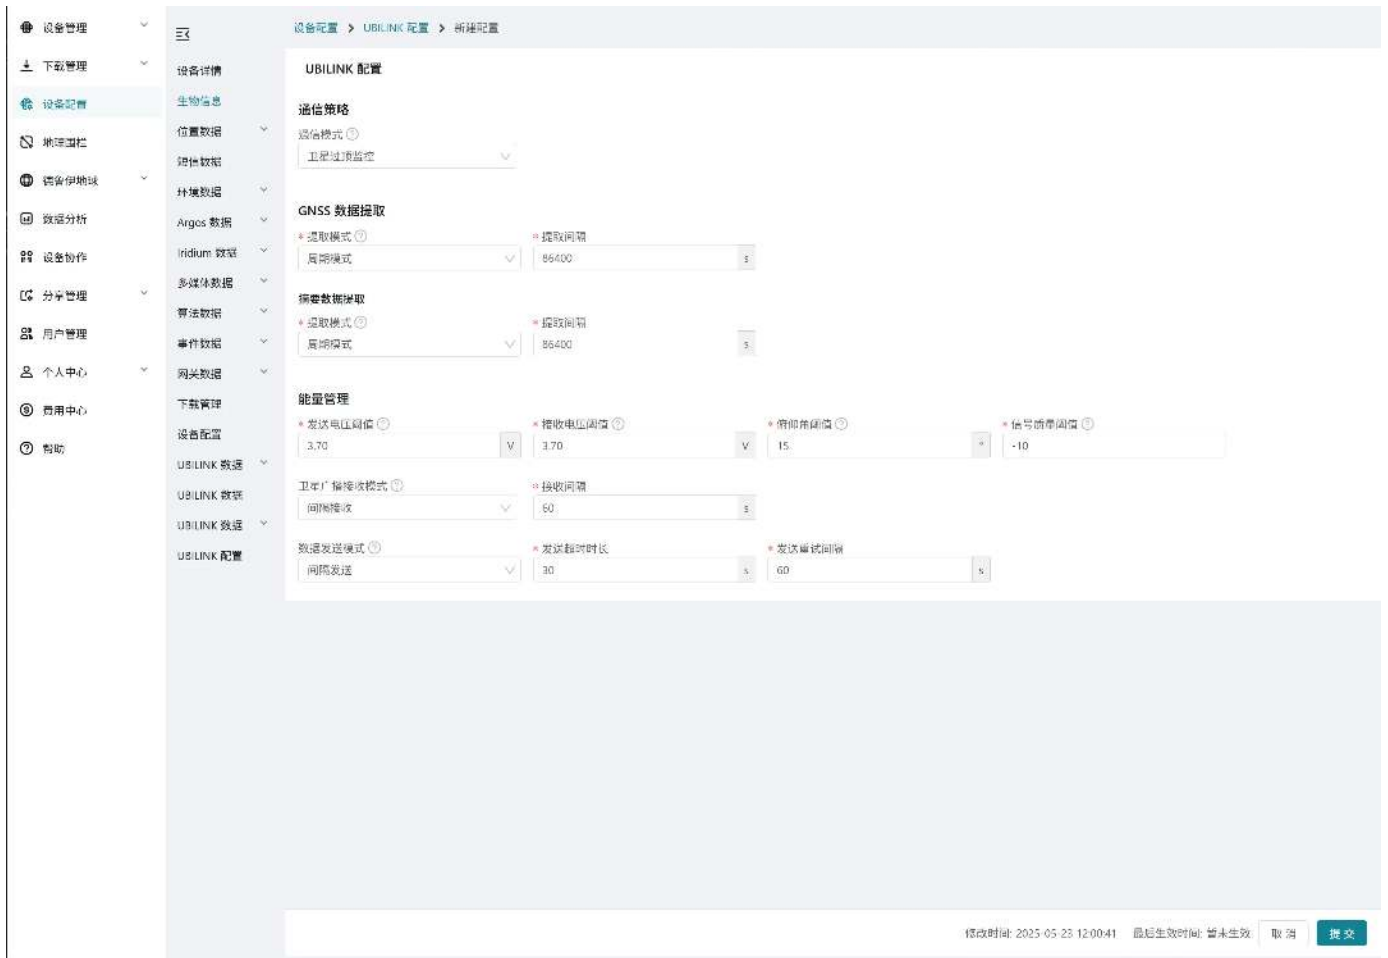 设备管理
下载管理
设备配置
地理围栏
德鲁伊地球
数据分析
设备协作
分享管理
用户管理
个人中心
费用中心
帮助
设备详情
生物信息
位置数据
短信数据
环境数据
Argos 数据
Iridium 数据
多媒体数据
算法数据
事件数据
网关数据
下载管理
设备配置
UBILINK 数据
UBILINK 数据
UBILINK 数据
UBILINK 配置
设备配置 > UBILINK 配置 > 新建配置
UBILINK 配置
通信策略
通信模式
卫星过顶监控
GNSS 数据提取
* 提取模式 * 提取间隔
周期模式 86400 s
摘要数据提取
* 提取模式 * 提取间隔
周期模式 86400 s
能量管理
* 发送电压阈值 * 接收电压阈值 * 俯仰角阈值 * 信号质量阈值
3.70 V 3.70 V 15 ° -10
卫星广播接收模式 * 接收间隔
间隔接收 60 s
数据发送模式 * 发送超时时长 * 发送重试间隔
间隔发送 30 s 60 s
修改时间: 2025-05-23 12:00:41 最后生效时间: 暂未生效 取 消 提 交